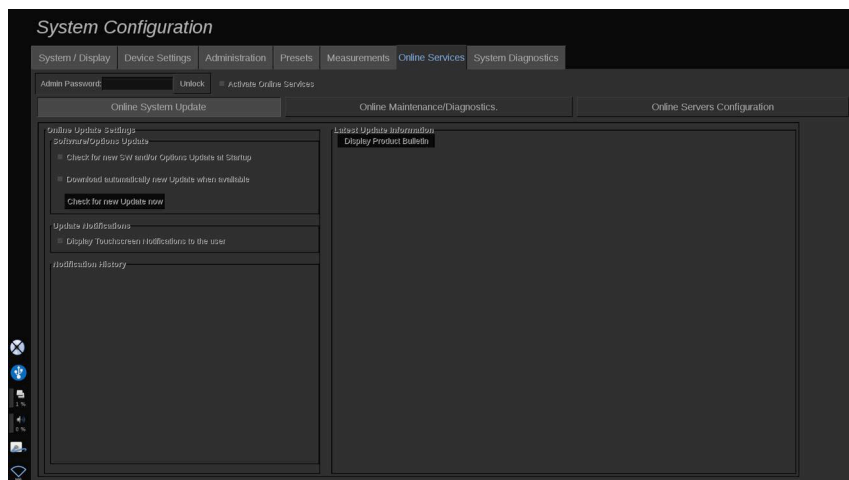 System Configuration
System / Display Device Settings Administration Presets Measurements Online Services System Diagnostics
Admin Password: Unlock Activate Online Services
Online System Update Online Maintenance/Diagnostics. Online Servers Configuration
Online Update Settings
Software/Options Update
Check for new SW and/or Options Update at Startup
Download automatically new Update when available
Check for new Update now
Update Notifications
Display Touchscreen Notifications to the user
Notification History
Latest Update Information
Display Product Bulletin
1 %
0 %